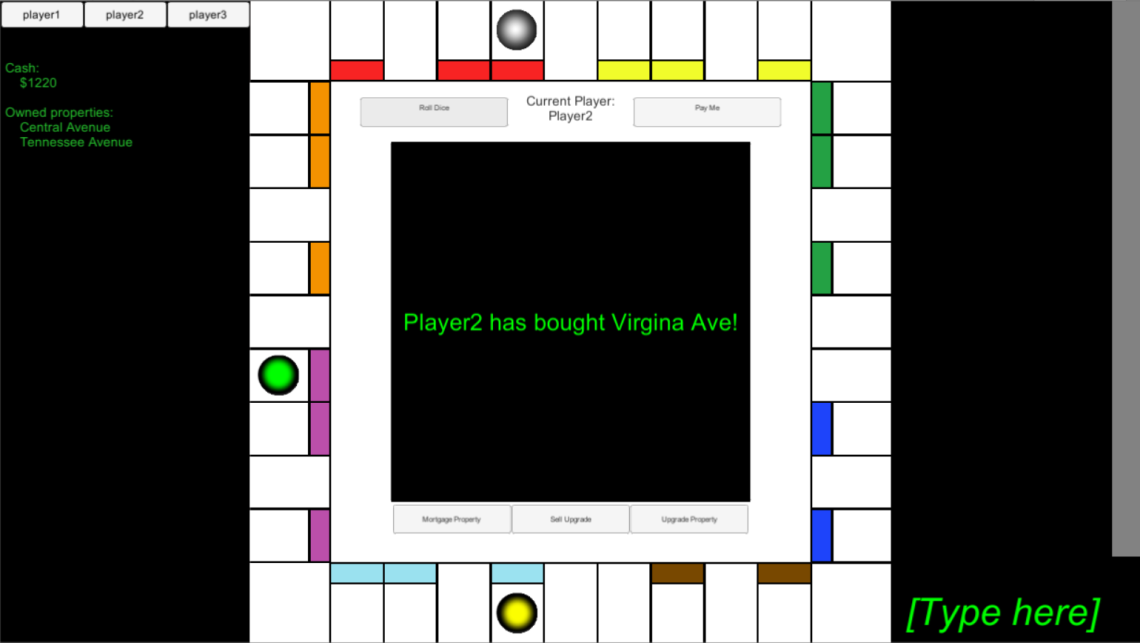 player1
player2
player3
Cash:
$1220
Owned properties:
Central Avenue
Tennessee Avenue
Roll Dice
Current Player:
Player2
Pay Me
Player2 has bought Virgina Ave!
Mortgage Property
Sell Upgrade
Upgrade Property
[Type here]